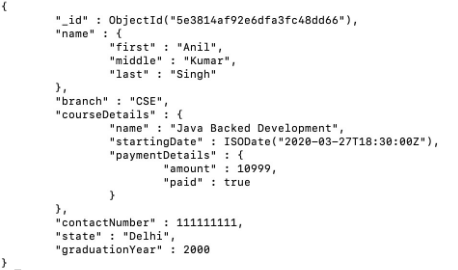 {
"_id" : ObjectId("5e3814af92e6dfa3fc48dd66"),
"name" : {
"first" : "Anil",
"middle" : "Kumar",
"last" : "Singh"
},
"branch" : "CSE",
"courseDetails" : {
"name" : "Java Backed Development",
"startingDate" : ISODate("2020-03-27T18:30:00Z"),
"paymentDetails" : {
"amount" : 10999,
"paid" : true
}
},
"contactNumber" : 111111111,
"state" : "Delhi",
"graduationYear" : 2000
}